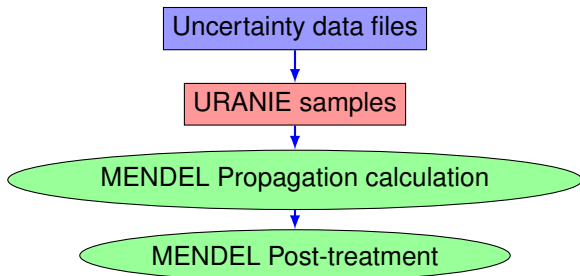 Uncertainty data files
URANIE samples
MENDEL Propagation calculation
MENDEL Post-treatment